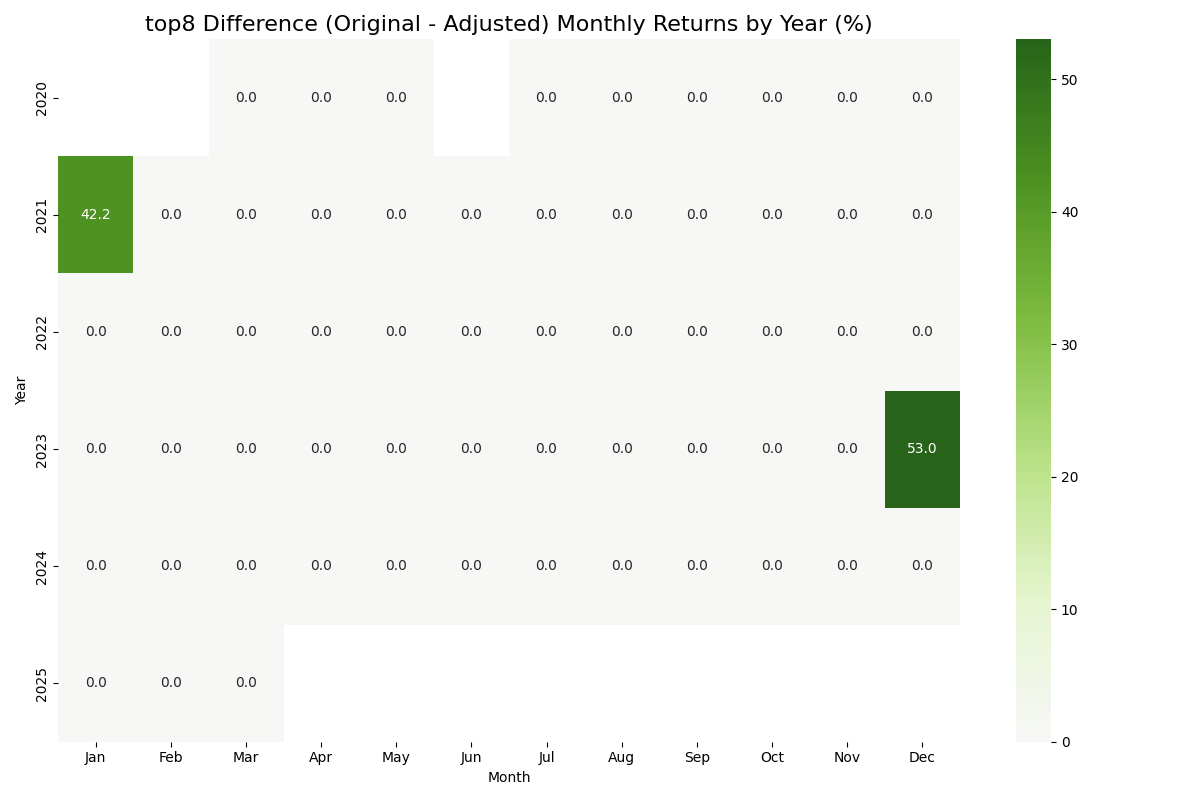 top8 Difference (Original - Adjusted) Monthly Returns by Year (%)
2020 0.0 0.0 0.0 0.0 0.0 0.0 0.0 0.0 0.0
2021 42.2 0.0 0.0 0.0 0.0 0.0 0.0 0.0 0.0 0.0 0.0 0.0
2022 0.0 0.0 0.0 0.0 0.0 0.0 0.0 0.0 0.0 0.0 0.0 0.0
Year
2023 0.0 0.0 0.0 0.0 0.0 0.0 0.0 0.0 0.0 0.0 0.0 53.0
2024 0.0 0.0 0.0 0.0 0.0 0.0 0.0 0.0 0.0 0.0 0.0 0.0
2025 0.0 0.0 0.0
Jan Feb Mar Apr May Jun Jul Aug Sep Oct Nov Dec
Month
50
40
30
20
10
0